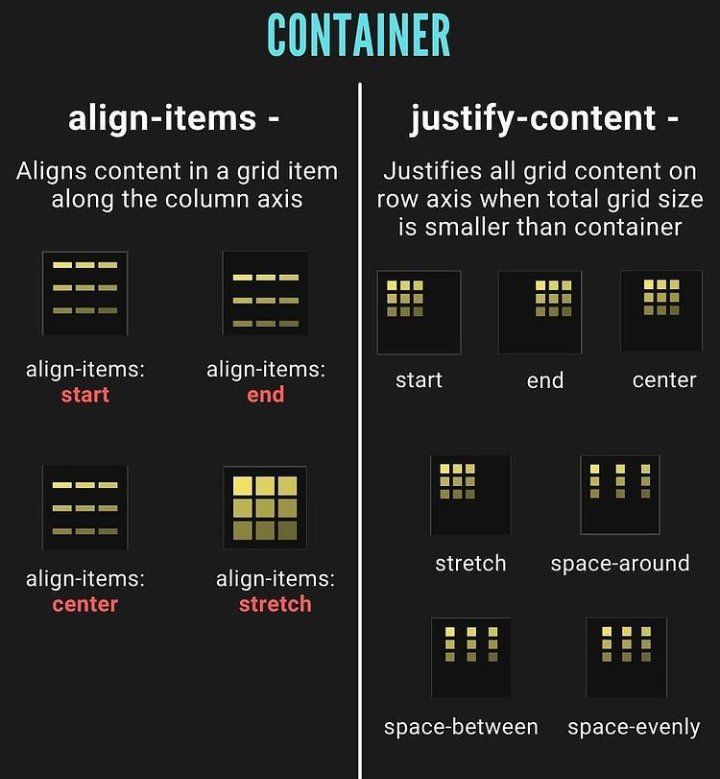 CONTAINER
align-items -
Aligns content in a grid item
along the column axis
align-items:
start
align-items:
end
align-items:
center
align-items:
stretch
justify-content -
Justifies all grid content on
row axis when total grid size
is smaller than container
start
end
center
stretch
space-around
space-between
space-evenly